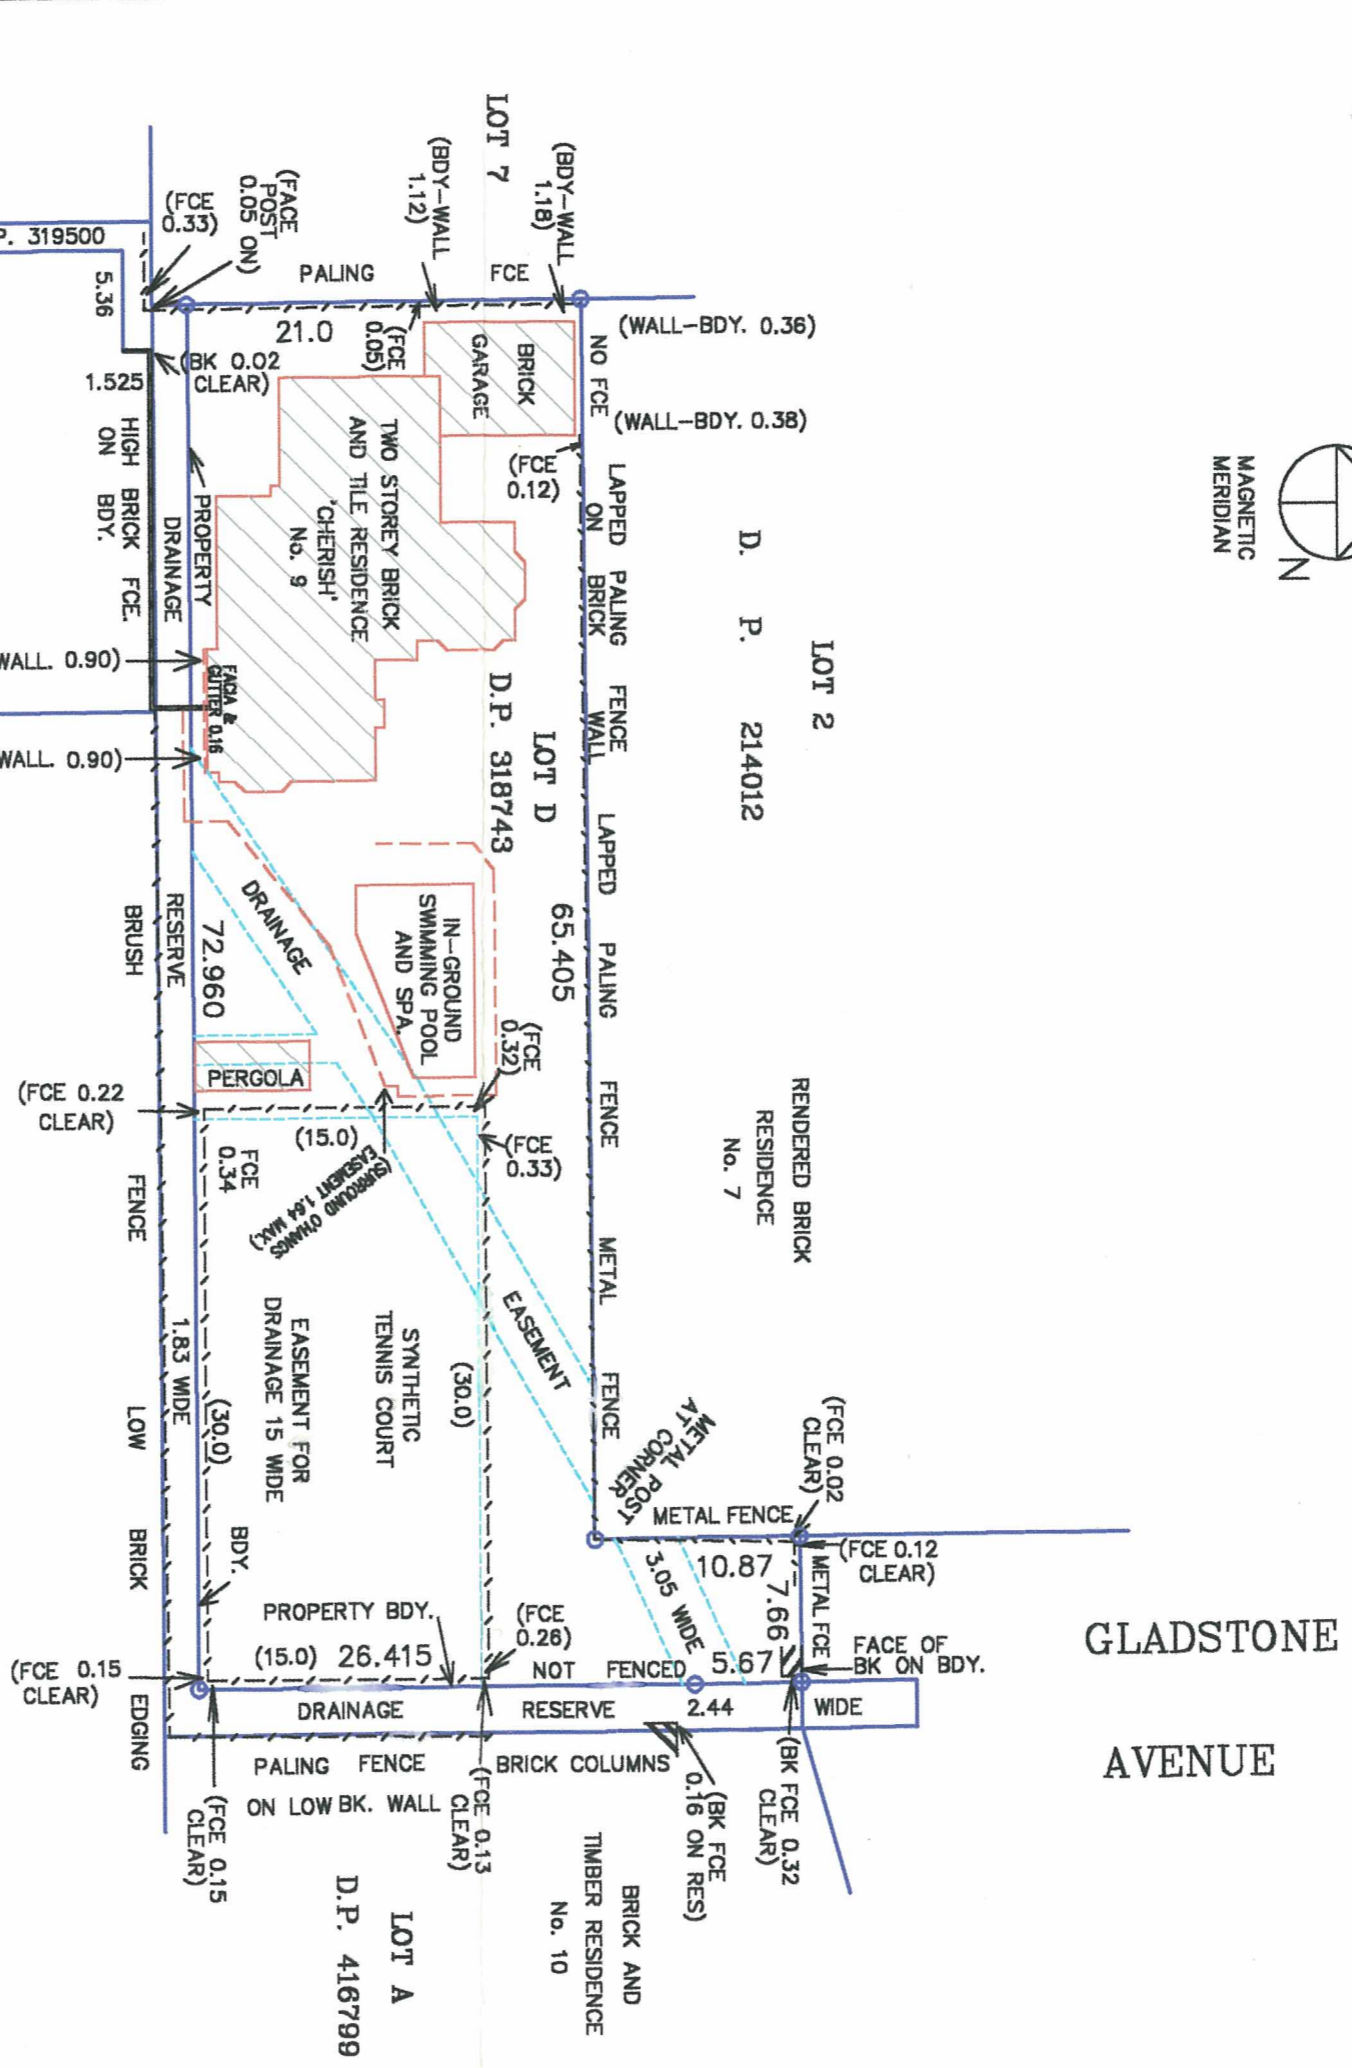 LOT 7
(BDY-WALL
1.12)
(BDY-WALL
1.18)
(FACE
POST
0.05 ON)
(FCE
0.33)
P. 319500
5.36
PALING
FCE
21.0
(FCE
0.05)
(WALL-BDY. 0.36)
NO FCE
(WALL-BDY. 0.38)
(BK 0.02
CLEAR)
1.525
HIGH BRICK FCE.
ON BDY.
BRICK
GARAGE
(FCE
0.12)
TWO STOREY BRICK
AND TILE RESIDENCE
'CHERISH'
No. 9
PROPERTY
DRAINAGE
WALL. 0.90)
WALL. 0.90)
FACIA &
GUTTER 0.16
LAPPED PALING FENCE
ON BRICK WALL
D. P. 214012
LOT 2
MAGNETIC
MERIDIAN
N
LOT D
D.P. 318743
65.405
LAPPED PALING FENCE
METAL FENCE
RENDERED BRICK
RESIDENCE
No. 7
DRAINAGE
IN-GROUND
SWIMMING POOL
AND SPA.
(FCE
0.32)
72.960
RESERVE
BRUSH FENCE
PERGOLA
(FCE 0.22
CLEAR)
(15.0)
FCE
0.34
(FCE
0.33)
(SURROUND O'HANGS
EASEMENT 1.64 MAX.)
EASEMENT
SYNTHETIC
TENNIS COURT
EASEMENT FOR
DRAINAGE 15 WIDE
(30.0)
(30.0)
1.83 WIDE
LOW BRICK EDGING
BDY.
METAL POST
AT CORNER
METAL FENCE
(FCE 0.02
CLEAR)
(FCE 0.12
CLEAR)
10.87
7.66
METAL FCE
3.05 WIDE
FACE OF
BK ON BDY.
GLADSTONE
AVENUE
PROPERTY BDY.
(FCE
0.26)
(15.0)
26.415
NOT FENCED
5.67
(FCE 0.15
CLEAR)
DRAINAGE RESERVE
2.44
WIDE
PALING FENCE
ON LOW BK. WALL
BRICK COLUMNS
(FCE 0.15
CLEAR)
(FCE 0.13
CLEAR)
(BK FCE
0.16 ON RES)
(BK FCE 0.32
CLEAR)
BRICK AND
TIMBER RESIDENCE
No. 10
LOT A
D.P. 416799